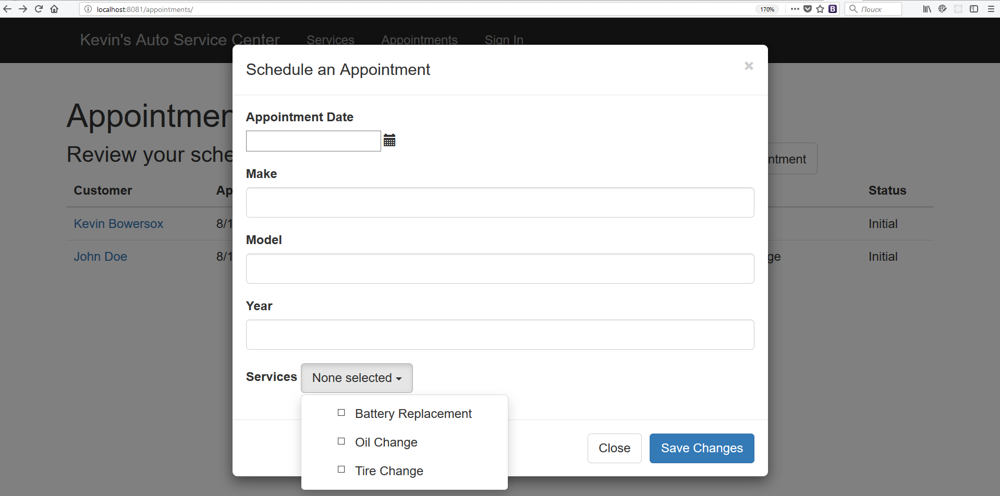 localhost:8081/appointments/
170%
B
Поиск
Kevin's Auto Service Center
Services
Appointments
Sign In
Schedule an Appointment
×
Appointment Date
Make
Model
Year
Services
None selected
Battery Replacement
Oil Change
Tire Change
Close
Save Changes
Appointmen
Review your sche
ntment
Customer
Ap
Status
Kevin Bowersox
8/1
Initial
John Doe
8/1
ge
Initial